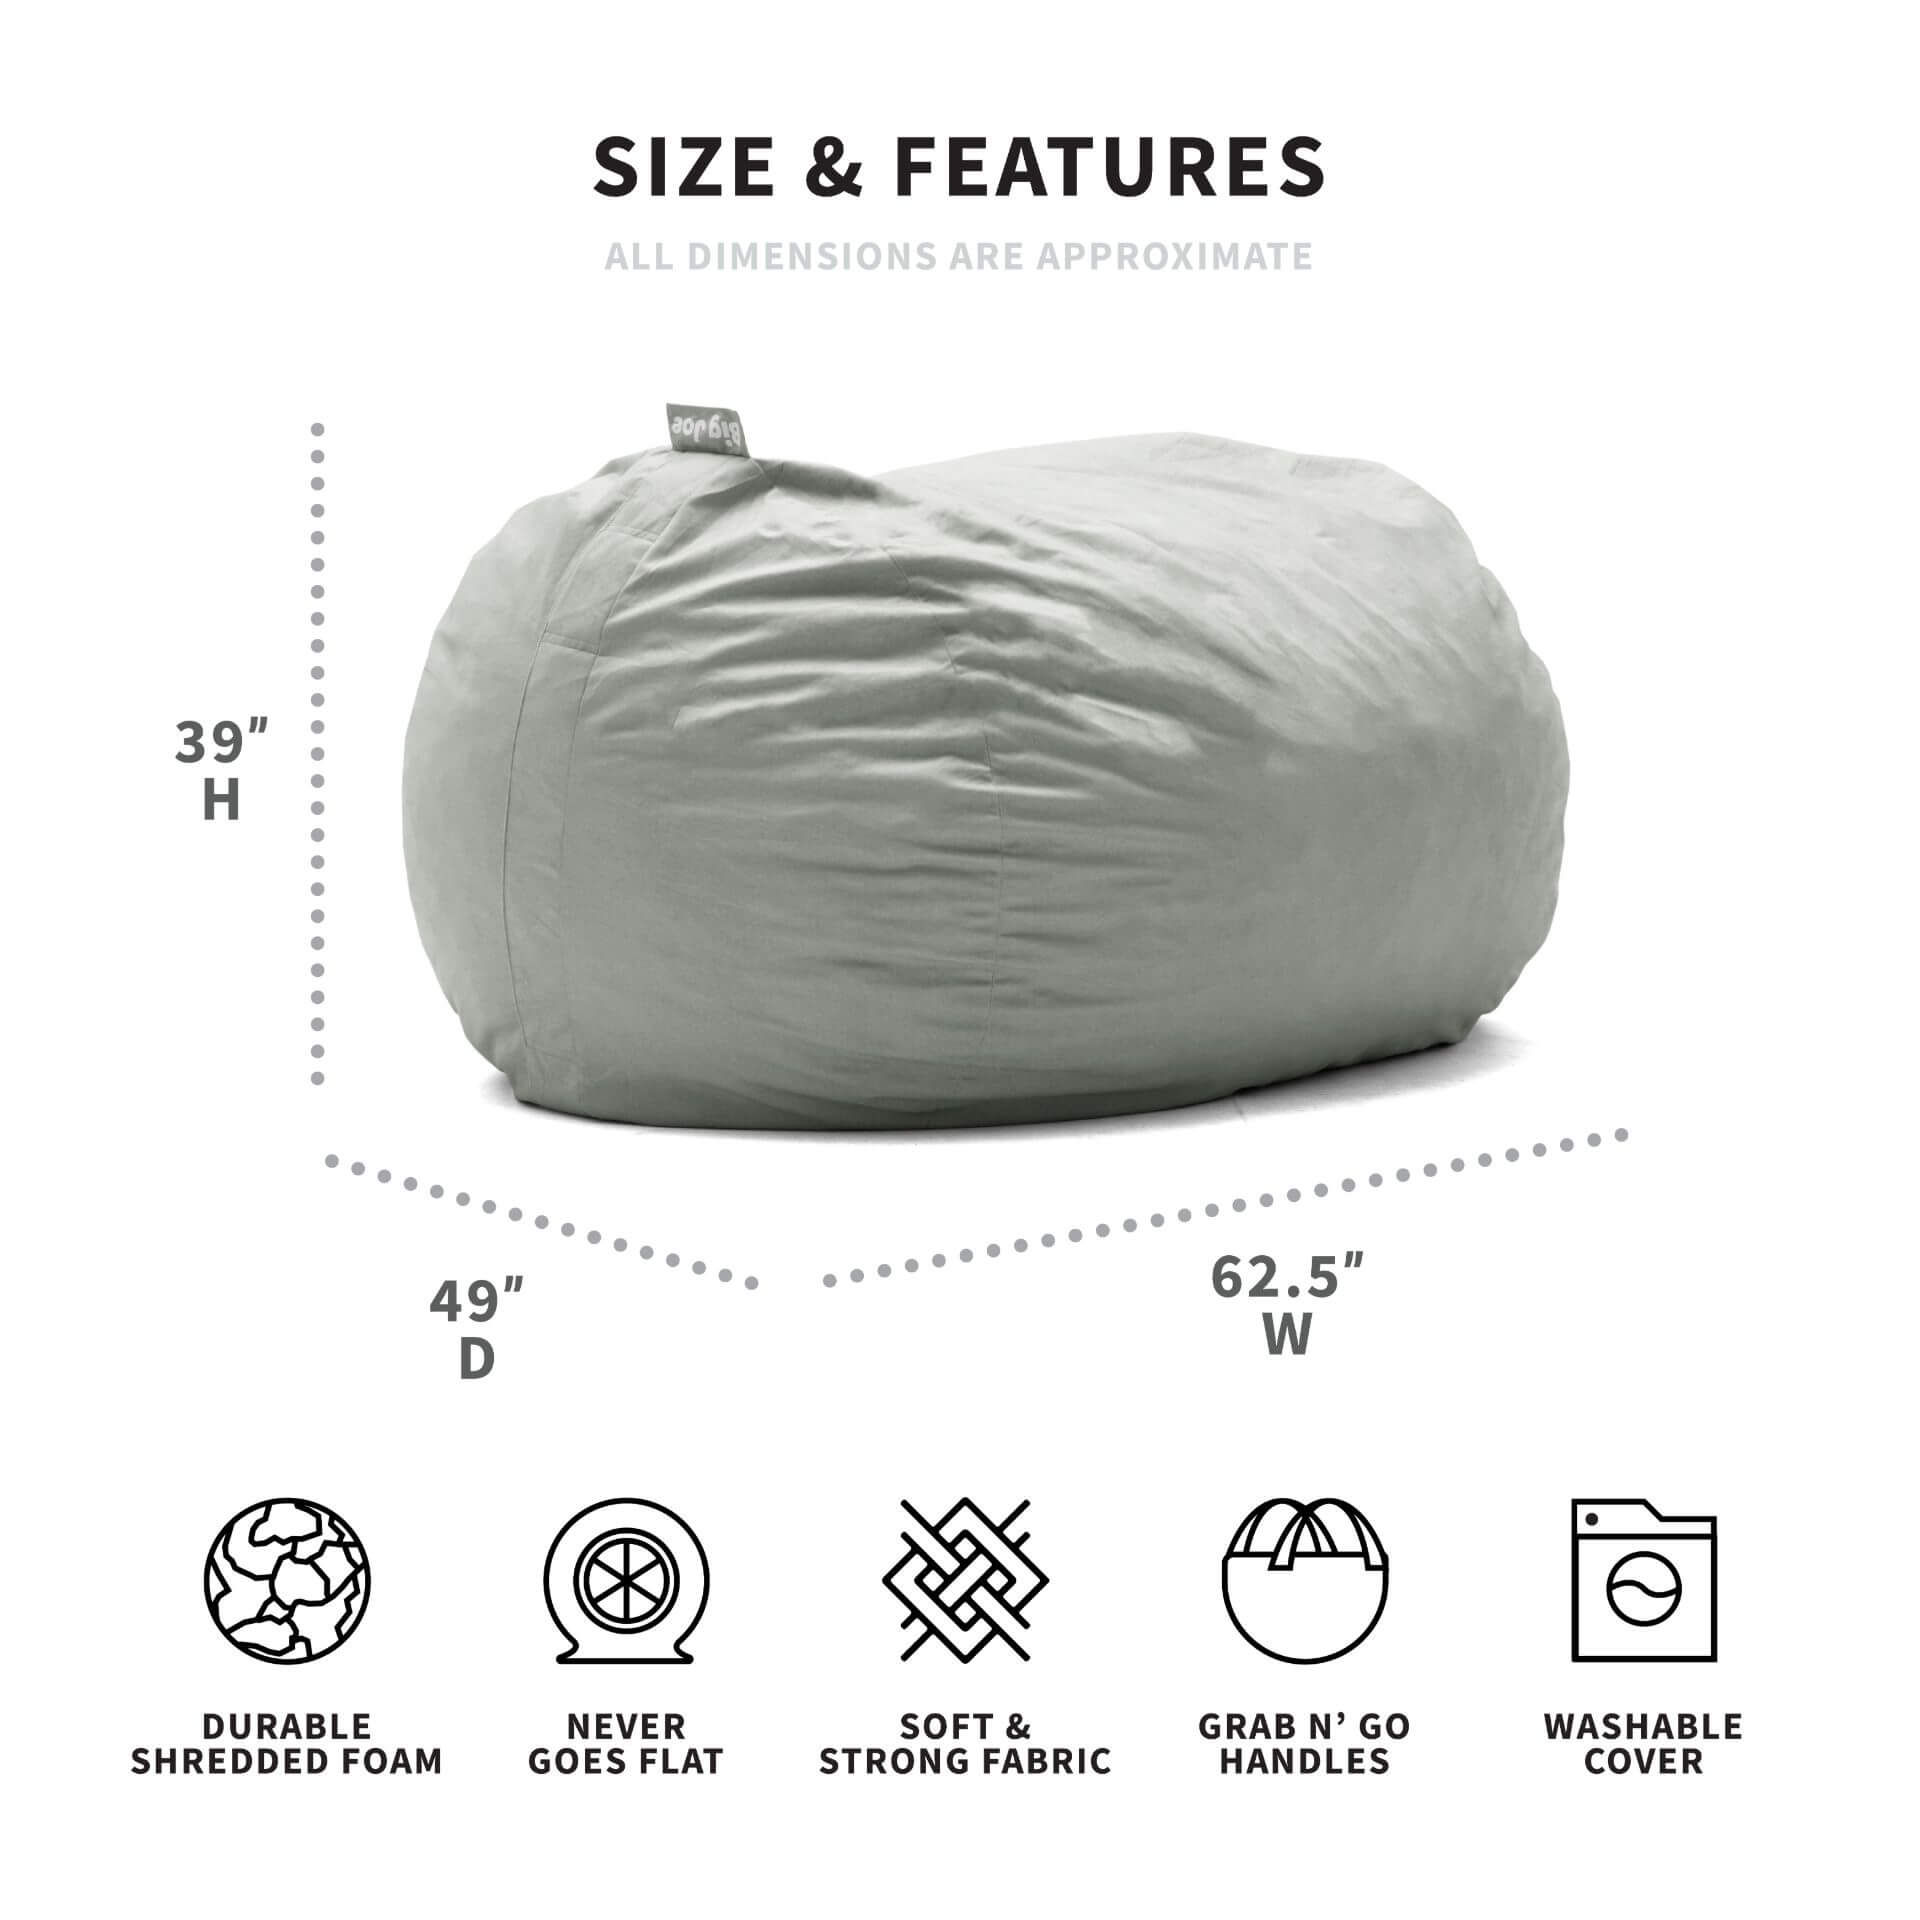 SIZE & FEATURES
ALL DIMENSIONS ARE APPROXIMATE
Big Joe
39"
H
49"
D
62.5"
W
DURABLE
SHREDDED FOAM
NEVER
GOES FLAT
SOFT &
STRONG FABRIC
GRAB N’ GO
HANDLES
WASHABLE
COVER